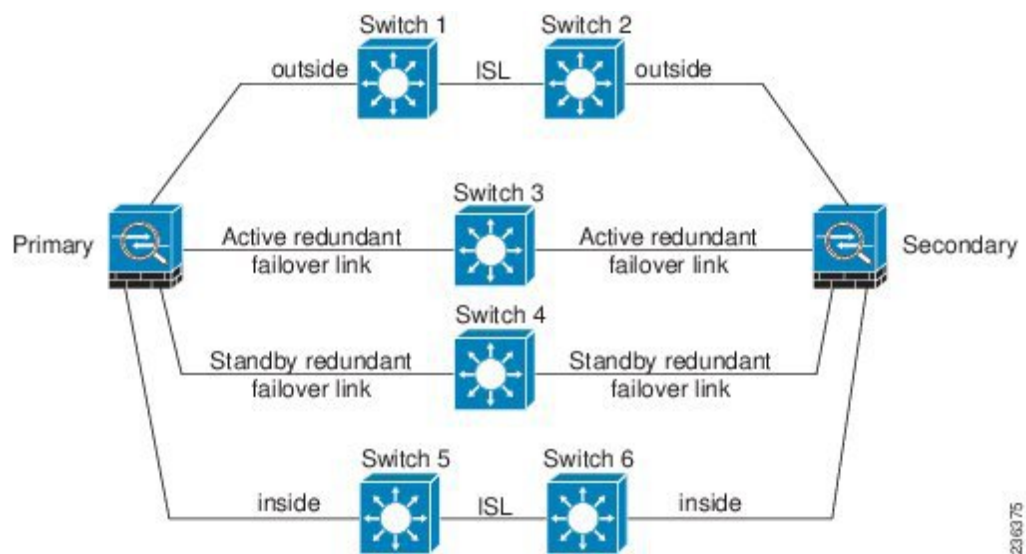 Switch 1
Switch 2
outside
ISL
outside
Switch 3
Primary
Active redundant
failover link
Active redundant
failover link
Secondary
Switch 4
Standby redundant
failover link
Standby redundant
failover link
Switch 5
Switch 6
inside
ISL
inside
236375